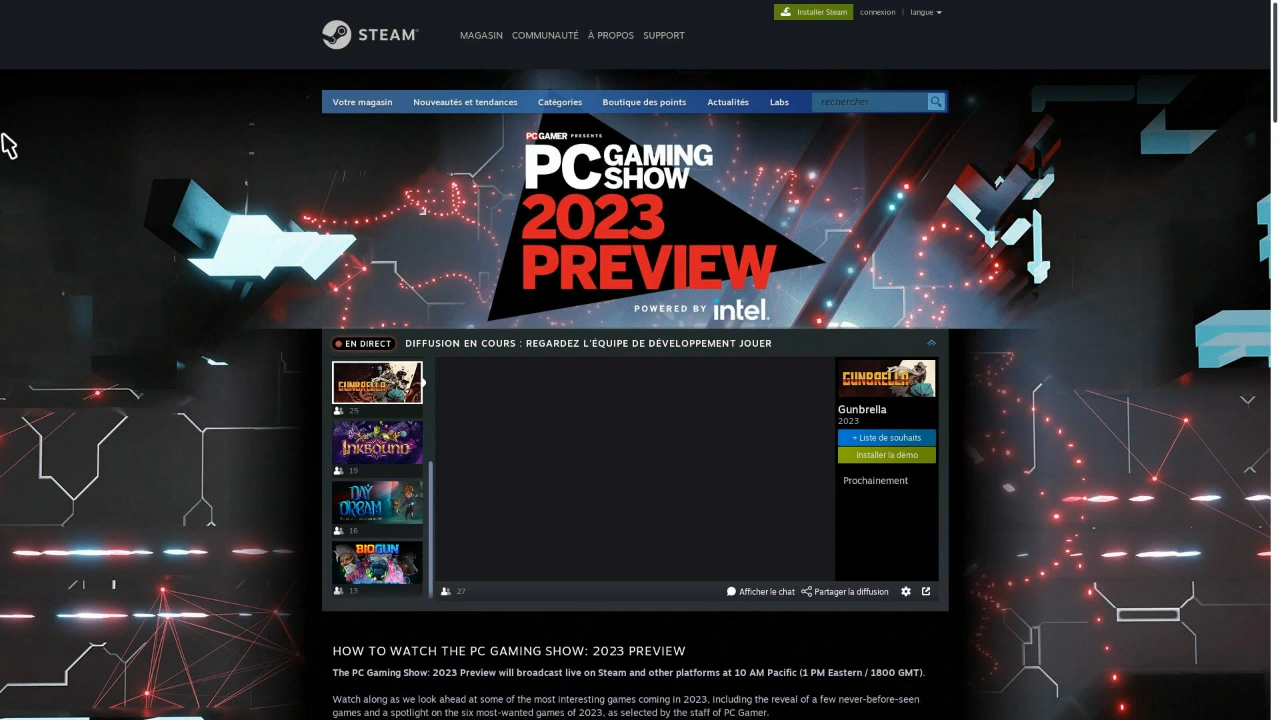 Installer Steam
connexion | langue
STEAM
MAGASIN COMMUNAUTÉ À PROPOS SUPPORT
Votre magasin Nouveautés et tendances Catégories Boutique des points Actualités Labs rechercher
PC GAMER PRESENTS
PC GAMING SHOW
2023
PREVIEW
POWERED BY intel.
EN DIRECT DIFFUSION EN COURS : REGARDEZ L'ÉQUIPE DE DÉVELOPPEMENT JOUER
GUNBRELLA
25
INKBOUND
19
DAY DREAM
16
BIOGUN
13
GUNBRELLA
Gunbrella
2023
+ Liste de souhaits
Installer la démo
Prochainement
27 Afficher le chat Partager la diffusion
HOW TO WATCH THE PC GAMING SHOW: 2023 PREVIEW
The PC Gaming Show: 2023 Preview will broadcast live on Steam and other platforms at 10 AM Pacific (1 PM Eastern / 1800 GMT).
Watch along as we look ahead at some of the most interesting games coming in 2023, including the reveal of a few never-before-seen
games and a spotlight on the six most-wanted games of 2023, as selected by the staff of PC Gamer.